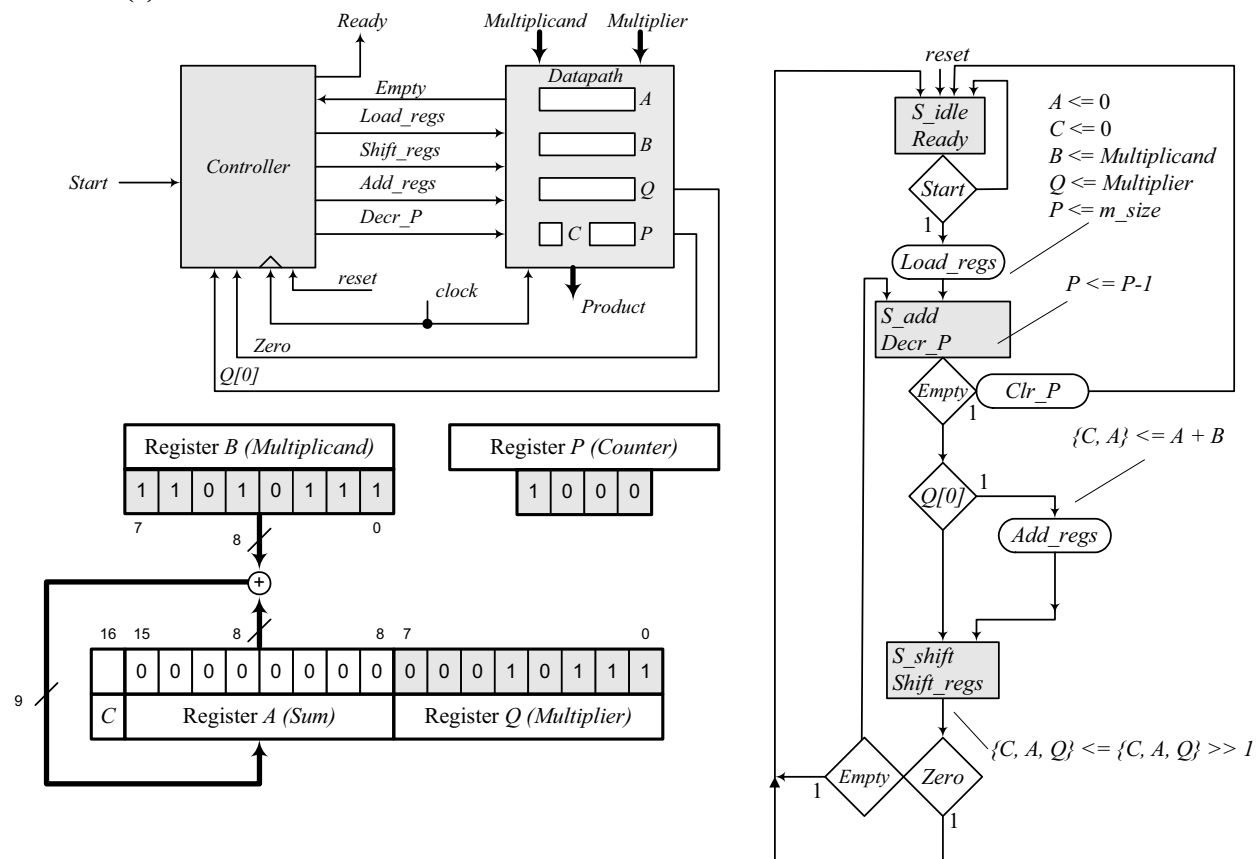 Ready
Multiplicand
Multiplier
Datapath
Empty
A
Load_regs
B
Shift_regs
Controller
Start
Add_regs
Q
Decr_P
C
P
reset
clock
Product
Zero
Q[0]
Register B (Multiplicand)
1 1 0 1 0 1 1 1
7
8
0
Register P (Counter)
1 0 0 0
+
16
15
8
8
7
0
0 0 0 0 0 0 0 0 0 0 0 1 0 1 1 1
9
C
Register A (Sum)
Register Q (Multiplier)
reset
S_idle
Ready
A <= 0
C <= 0
B <= Multiplicand
Q <= Multiplier
P <= m_size
Start
1
Load_regs
P <= P-1
S_add
Decr_P
Empty
1
Clr_P
{C, A} <= A + B
Q[0]
1
Add_regs
S_shift
Shift_regs
{C, A, Q} <= {C, A, Q} >> 1
Empty
1
Zero
1